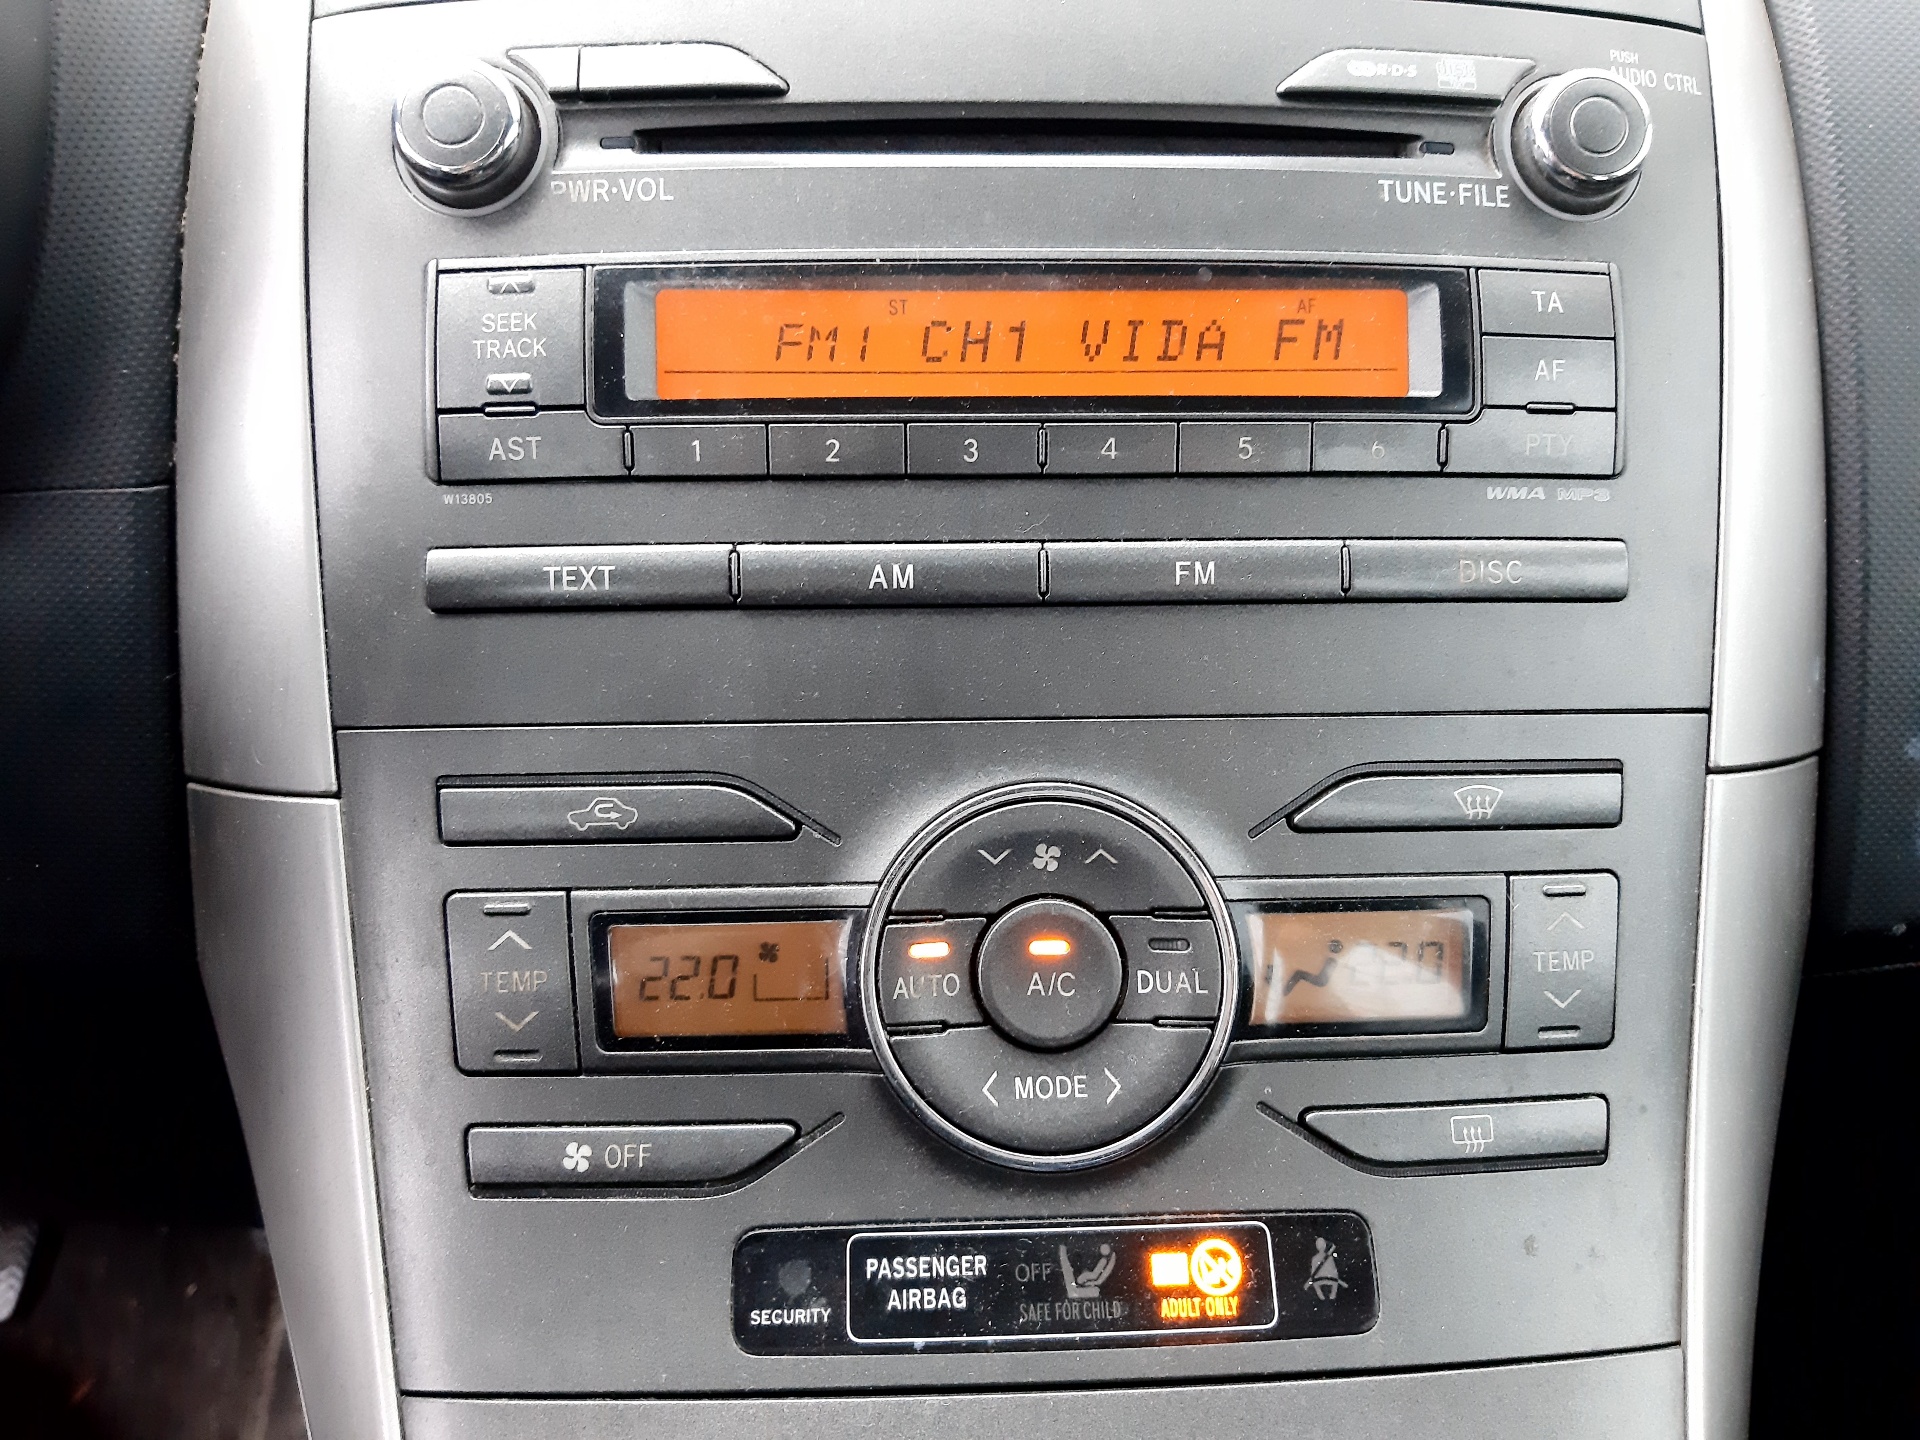 PUSH
AUDIO CTRL
R·D·S
PWR·VOL
TUNE·FILE
SEEK
TRACK
ST
AF
FM1 CH1 VIDA FM
TA
AF
AST
1
2
3
4
5
6
PTY
W13805
WMA MP3
TEXT
AM
FM
DISC
TEMP
22.0
AUTO
A/C
DUAL
TEMP
MODE
OFF
SECURITY
PASSENGER
AIRBAG
OFF
SAFE FOR CHILD
ADULT ONLY